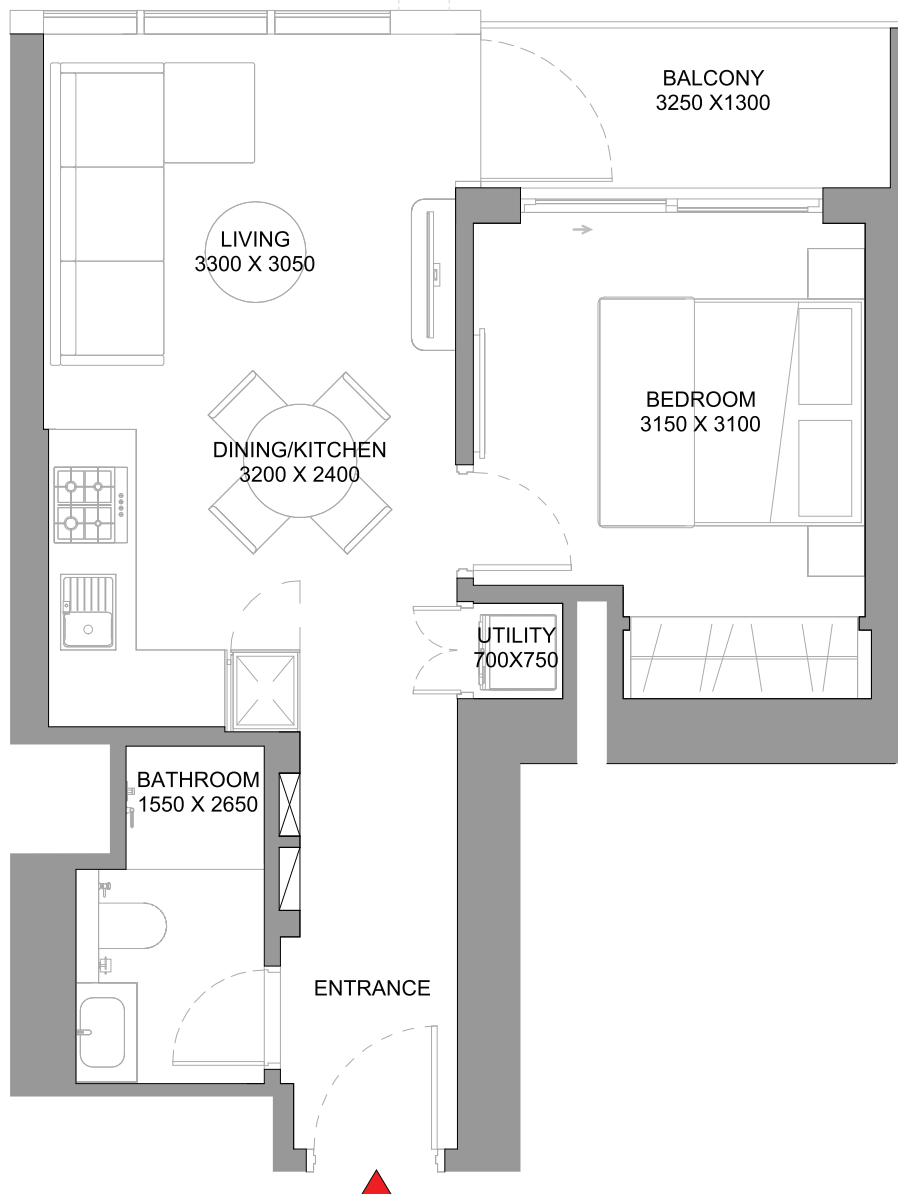 BALCONY
3250 X1300
LIVING
3300 X 3050
BEDROOM
3150 X 3100
DINING/KITCHEN
3200 X 2400
UTILITY
700X750
BATHROOM
1550 X 2650
ENTRANCE